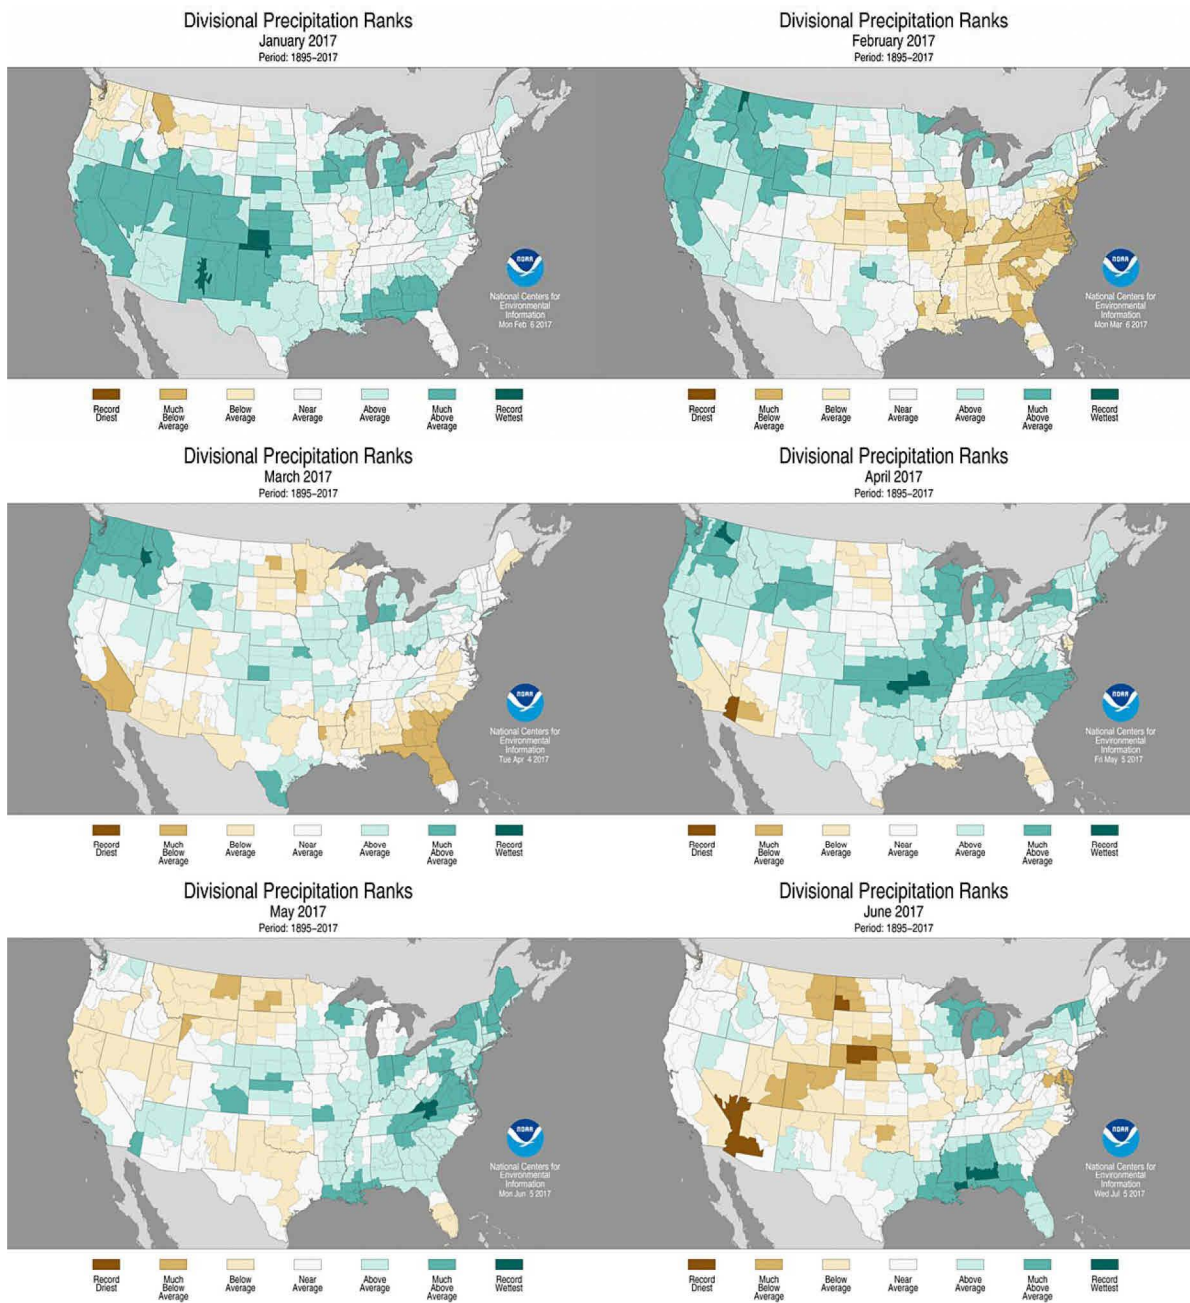 Divisional Precipitation Ranks
January 2017
Period: 1895–2017
NOAA
National Centers for
Environmental
Information
Mon Feb 6 2017
Record
Driest
Much
Below
Average
Below
Average
Near
Average
Above
Average
Much
Above
Average
Record
Wettest
Divisional Precipitation Ranks
February 2017
Period: 1895–2017
NOAA
National Centers for
Environmental
Information
Mon Mar 6 2017
Record
Driest
Much
Below
Average
Below
Average
Near
Average
Above
Average
Much
Above
Average
Record
Wettest
Divisional Precipitation Ranks
March 2017
Period: 1895–2017
NOAA
National Centers for
Environmental
Information
Tue Apr 4 2017
Record
Driest
Much
Below
Average
Below
Average
Near
Average
Above
Average
Much
Above
Average
Record
Wettest
Divisional Precipitation Ranks
April 2017
Period: 1895–2017
NOAA
National Centers for
Environmental
Information
Fri May 5 2017
Record
Driest
Much
Below
Average
Below
Average
Near
Average
Above
Average
Much
Above
Average
Record
Wettest
Divisional Precipitation Ranks
May 2017
Period: 1895–2017
NOAA
National Centers for
Environmental
Information
Mon Jun 5 2017
Record
Driest
Much
Below
Average
Below
Average
Near
Average
Above
Average
Much
Above
Average
Record
Wettest
Divisional Precipitation Ranks
June 2017
Period: 1895–2017
NOAA
National Centers for
Environmental
Information
Wed Jul 5 2017
Record
Driest
Much
Below
Average
Below
Average
Near
Average
Above
Average
Much
Above
Average
Record
Wettest